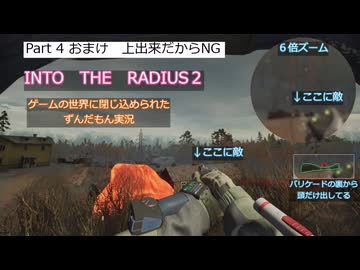 Part 4 おまけ　上出来だからNG
INTO THE RADIUS 2
ゲームの世界に閉じ込められた
ずんだもん実況
6倍ズーム
↓ここに敵
↓ここに敵
バリケードの裏から
頭だけ出してる